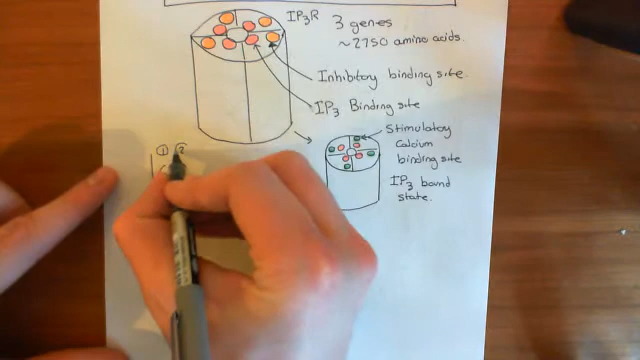 IP3R
3 genes
~2750 amino acids.
Inhibitory binding site.
IP3 Binding site
Stimulatory
Calcium
binding site
IP3 bound
state.
① ②